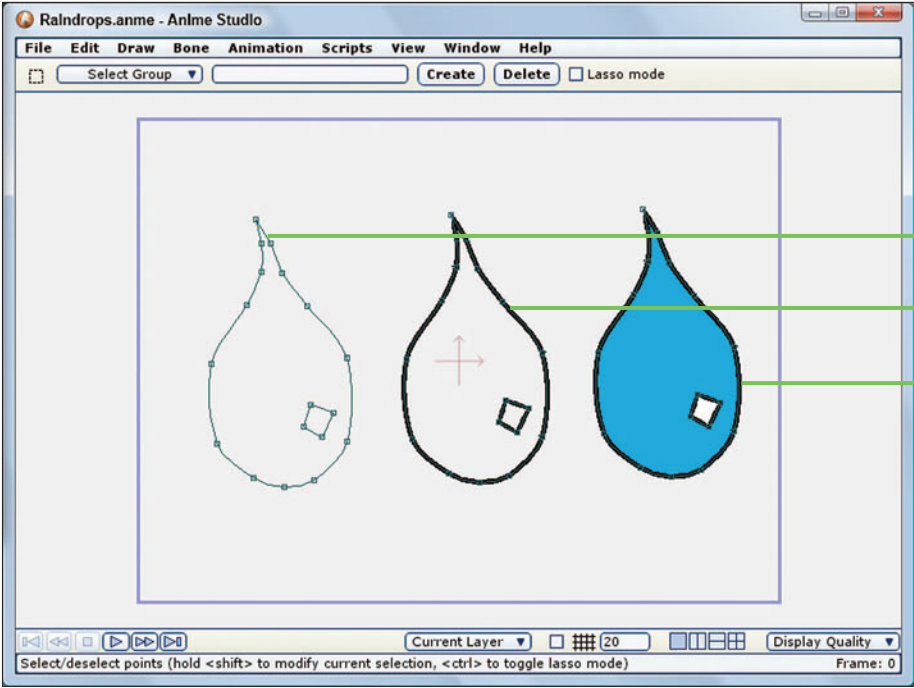 Raindrops.anme - Anime Studio
File Edit Draw Bone Animation Scripts View Window Help
Select Group Create Delete Lasso mode
Current Layer 20 Display Quality
Select/deselect points (hold <shift> to modify current selection, <ctrl> to toggle lasso mode) Frame: 0